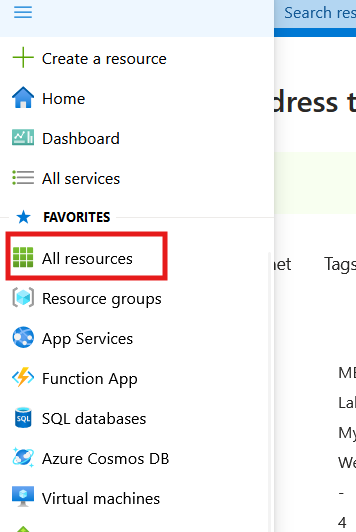 Search res
Create a resource
Home
dress t
Dashboard
All services
FAVORITES
All resources
net
Tags
Resource groups
App Services
Function App
SQL databases
Azure Cosmos DB
Virtual machines
ME
Lal
My
We
-
4